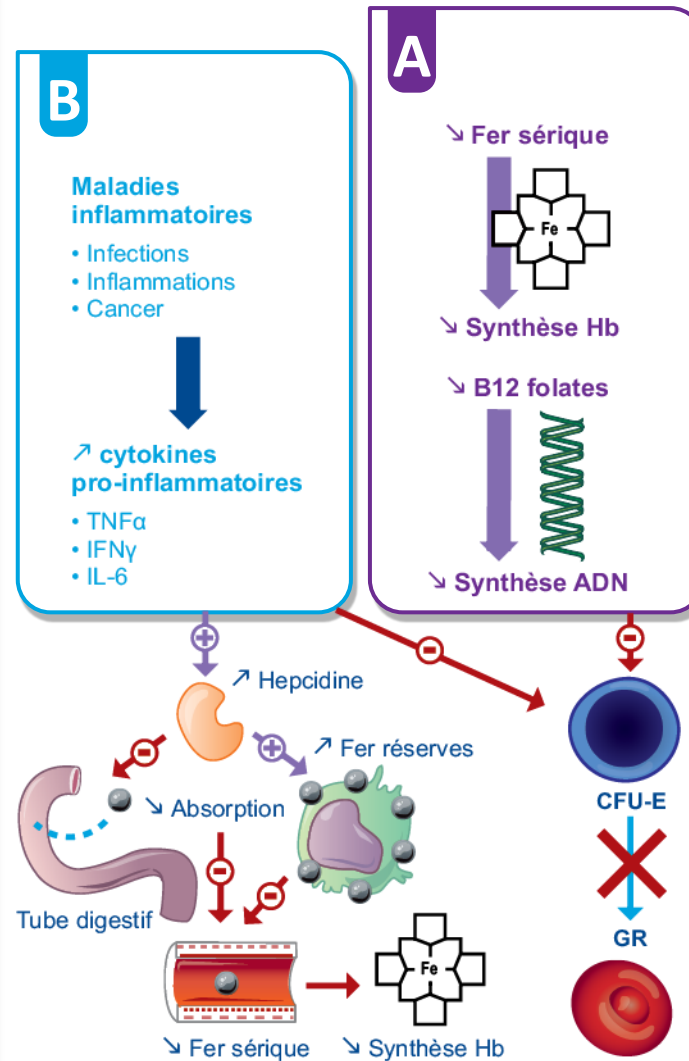 B
Maladies
inflammatoires
• Infections
• Inflammations
• Cancer
↗ cytokines
pro-inflammatoires
• TNFα
• IFNγ
• IL-6
A
↘ Fer sérique
Fe
↘ Synthèse Hb
↘ B12 folates
↘ Synthèse ADN
+
-
-
↗ Hepcidine
-
+
↗ Fer réserves
↘ Absorption
CFU-E
-
-
Tube digestif
GR
Fe
↘ Fer sérique
↘ Synthèse Hb